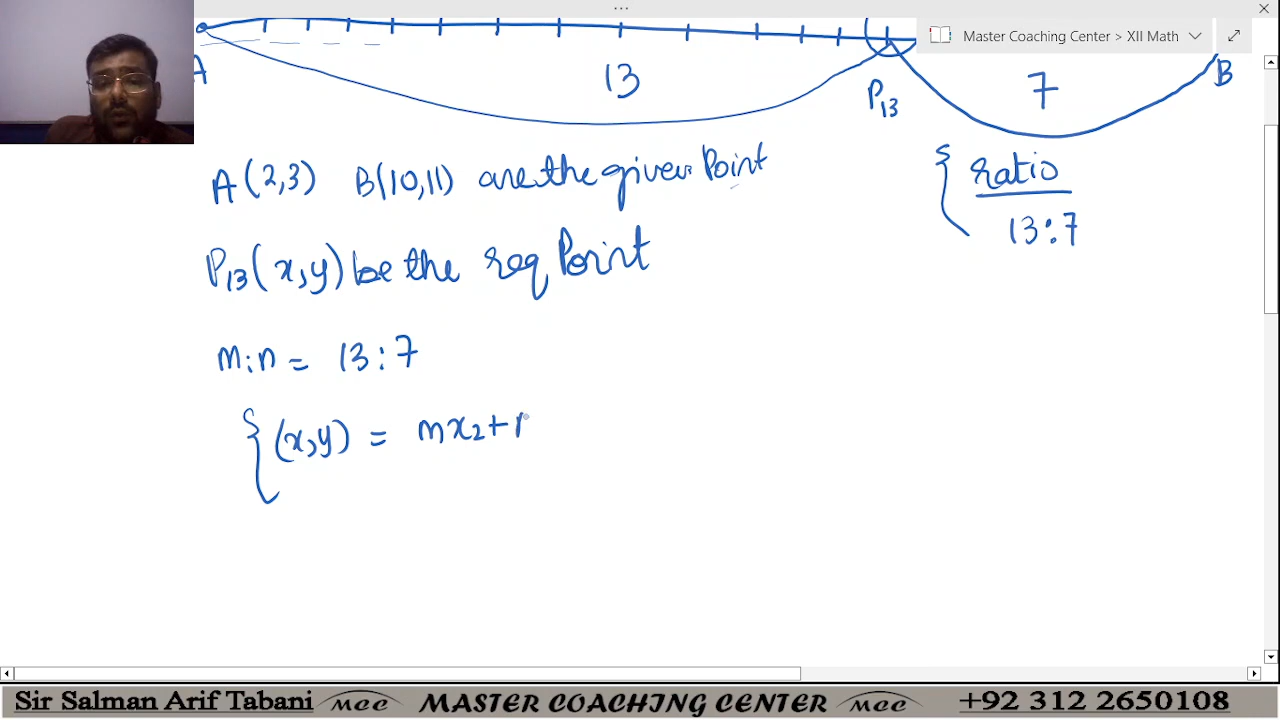 ...
Master Coaching Center > XII Math
A
13
P13
7
B
A(2,3) B(10,11) are the given Point
{ ratio
13:7
P13(x,y) be the req Point
m:n = 13:7
{ (x,y) = mx2+
Sir Salman Arif Tabani mcc MASTER COACHING CENTER mcc +92 312 2650108